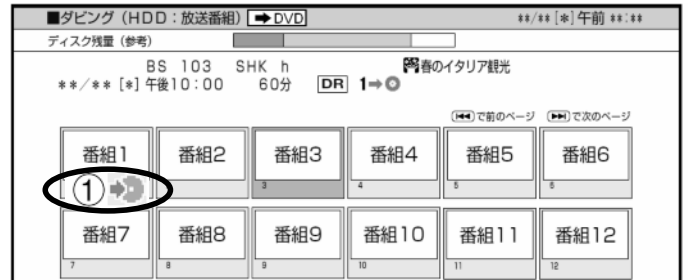 ■ダビング（HDD：放送番組）➡DVD **/**[*]午前 **:**
ディスク残量（参考）
BS 103 SHK h 春のイタリア観光
**/** [*] 午後10:00 60分 DR 1➡
⏮で前のページ ⏭で次のページ
番組1 番組2 番組3 番組4 番組5 番組6
① 3 4 5 6
番組7 番組8 番組9 番組10 番組11 番組12
7 8 9 10 11 12